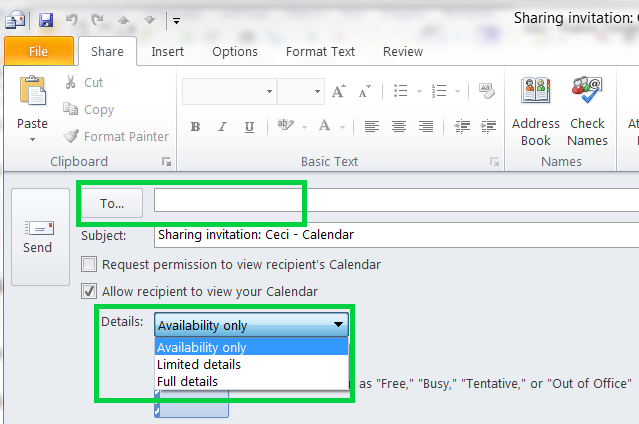 Sharing invitation: C
File Share Insert Options Format Text Review
Paste
Cut
Copy
Format Painter
Clipboard
B I U ab A
Basic Text
Address Book
Check Names
Names
To...
Send
Subject: Sharing invitation: Ceci - Calendar
Request permission to view recipient's Calendar
Allow recipient to view your Calendar
Details: Availability only
Availability only
Limited details
Full details
as "Free," "Busy," "Tentative," or "Out of Office"